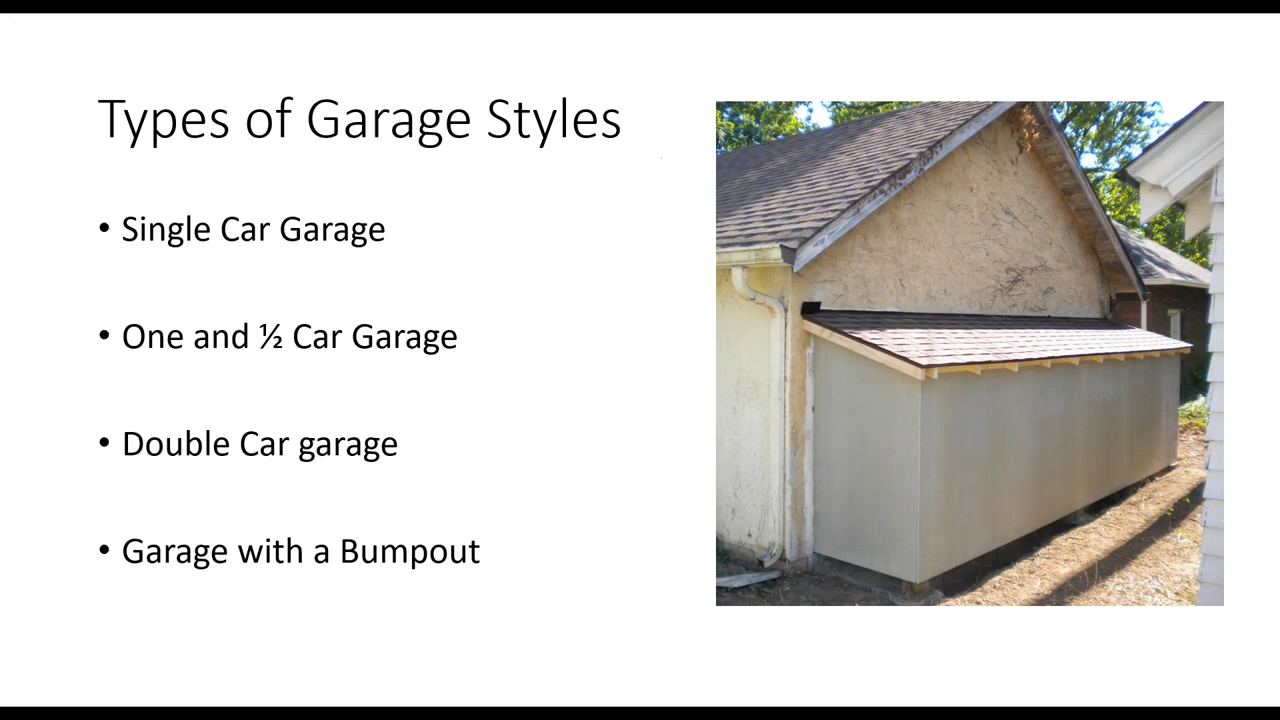 Types of Garage Styles
• Single Car Garage
• One and ½ Car Garage
• Double Car garage
• Garage with a Bumpout